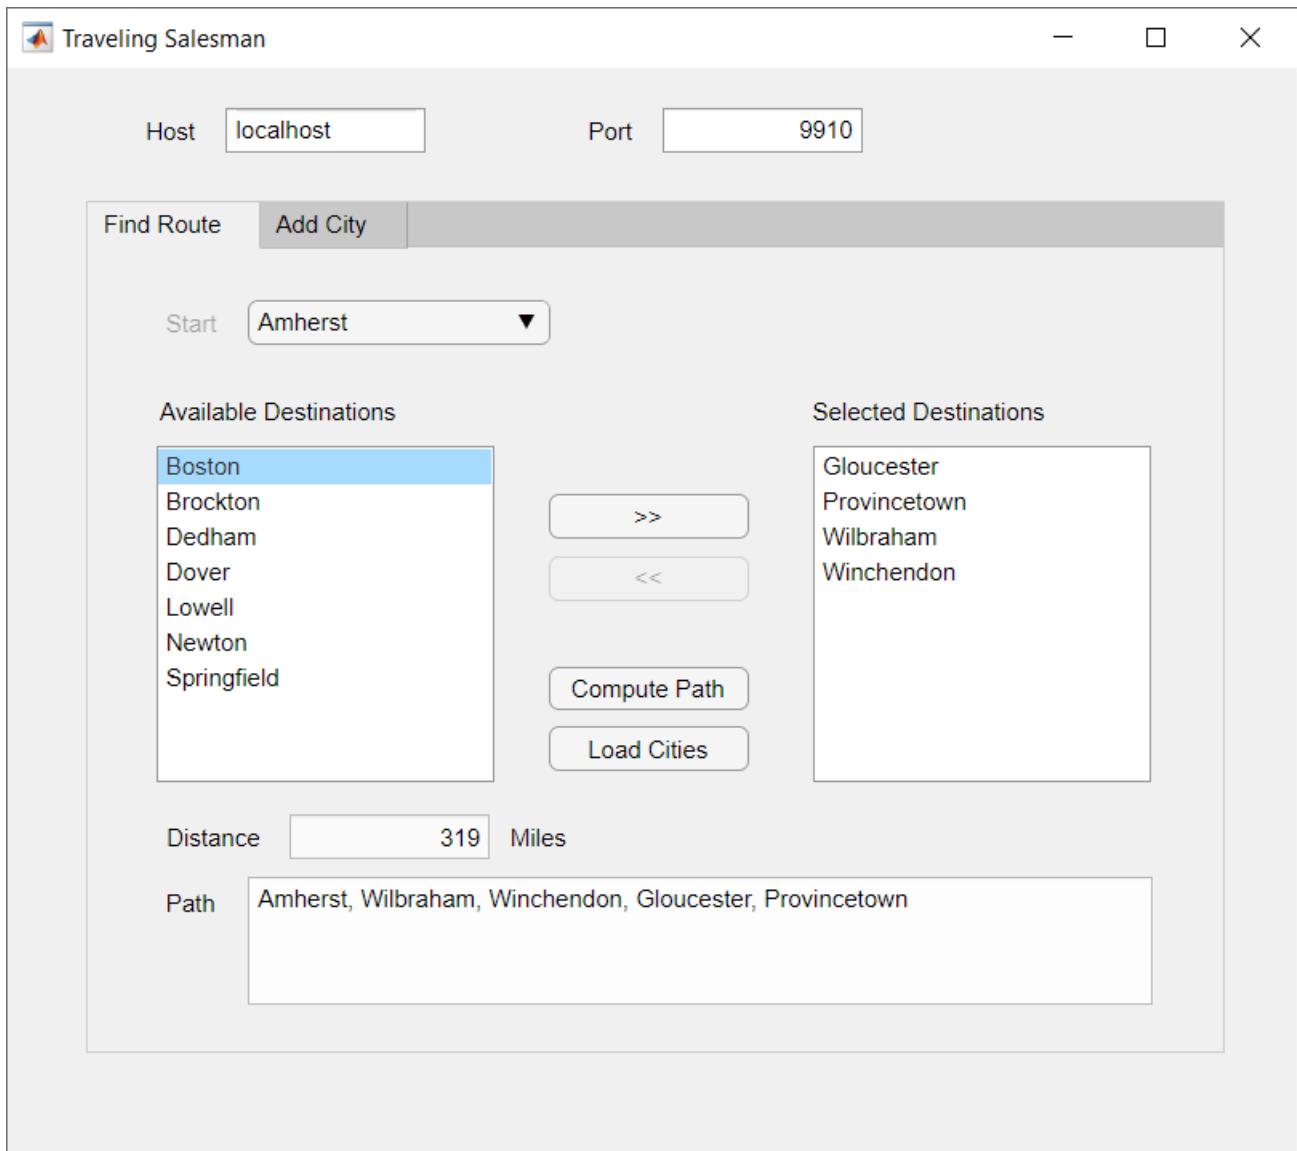 Traveling Salesman
Host localhost Port 9910
Find Route Add City
Start Amherst
Available Destinations
Boston
Brockton
Dedham
Dover
Lowell
Newton
Springfield
>>
<<
Compute Path
Load Cities
Selected Destinations
Gloucester
Provincetown
Wilbraham
Winchendon
Distance 319 Miles
Path Amherst, Wilbraham, Winchendon, Gloucester, Provincetown